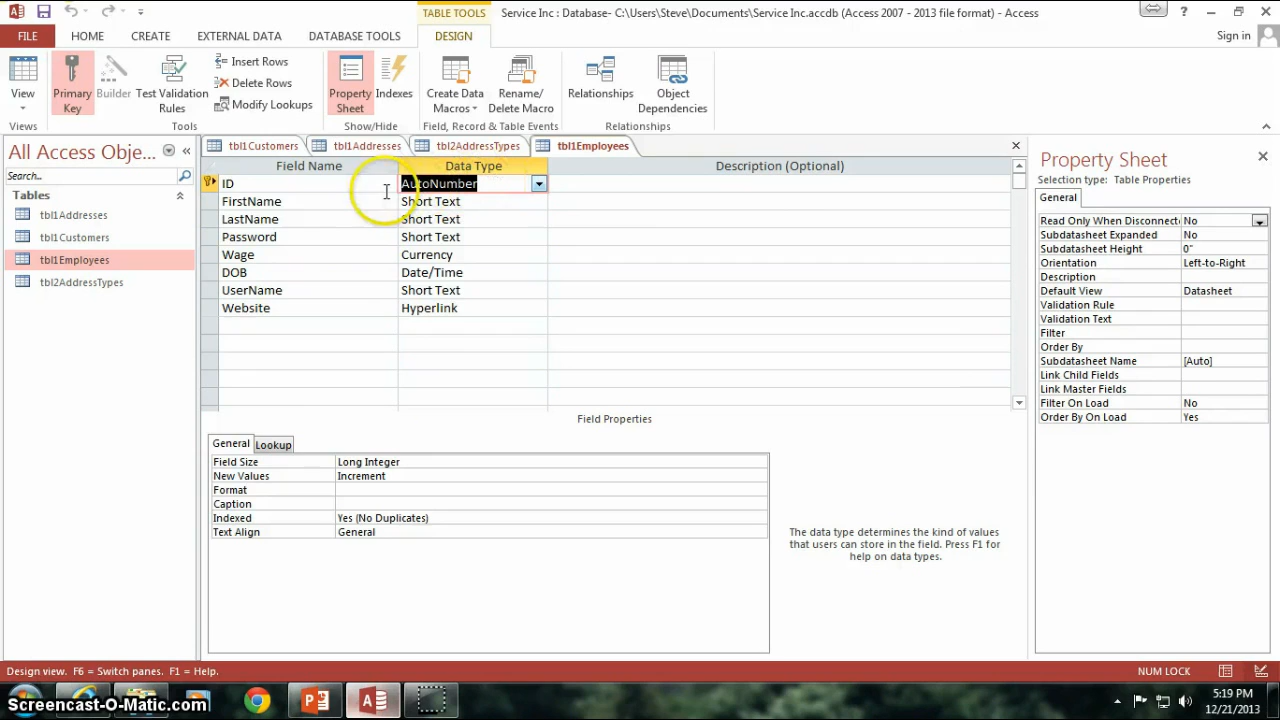 TABLE TOOLS
Service Inc : Database- C:\Users\Steve\Documents\Service Inc.accdb (Access 2007 - 2013 file format) - Access
?
FILE
HOME
CREATE
EXTERNAL DATA
DATABASE TOOLS
DESIGN
Sign in
View
Primary
Key
Builder
Test Validation
Rules
Insert Rows
Delete Rows
Modify Lookups
Property
Sheet
Indexes
Create Data
Macros
Rename/
Delete Macro
Relationships
Object
Dependencies
Views
Tools
Show/Hide
Field, Record & Table Events
Relationships
All Access Obje...
Search...
Tables
tbl1Addresses
tbl1Customers
tbl1Employees
tbl2AddressTypes
tbl1Customers
tbl1Addresses
tbl2AddressTypes
tbl1Employees
Field Name
Data Type
Description (Optional)
ID AutoNumber
FirstName Short Text
LastName Short Text
Password Short Text
Wage Currency
DOB Date/Time
UserName Short Text
Website Hyperlink
Field Properties
General Lookup
Field Size Long Integer
New Values Increment
Format
Caption
Indexed Yes (No Duplicates)
Text Align General
The data type determines the kind of values
that users can store in the field. Press F1 for
help on data types.
Property Sheet
Selection type: Table Properties
General
Read Only When Disconnecte No
Subdatasheet Expanded No
Subdatasheet Height 0"
Orientation Left-to-Right
Description
Default View Datasheet
Validation Rule
Validation Text
Filter
Order By
Subdatasheet Name [Auto]
Link Child Fields
Link Master Fields
Filter On Load No
Order By On Load Yes
Design view. F6 = Switch panes. F1 = Help.
NUM LOCK
Screencast-O-Matic.com
5:19 PM
12/21/2013